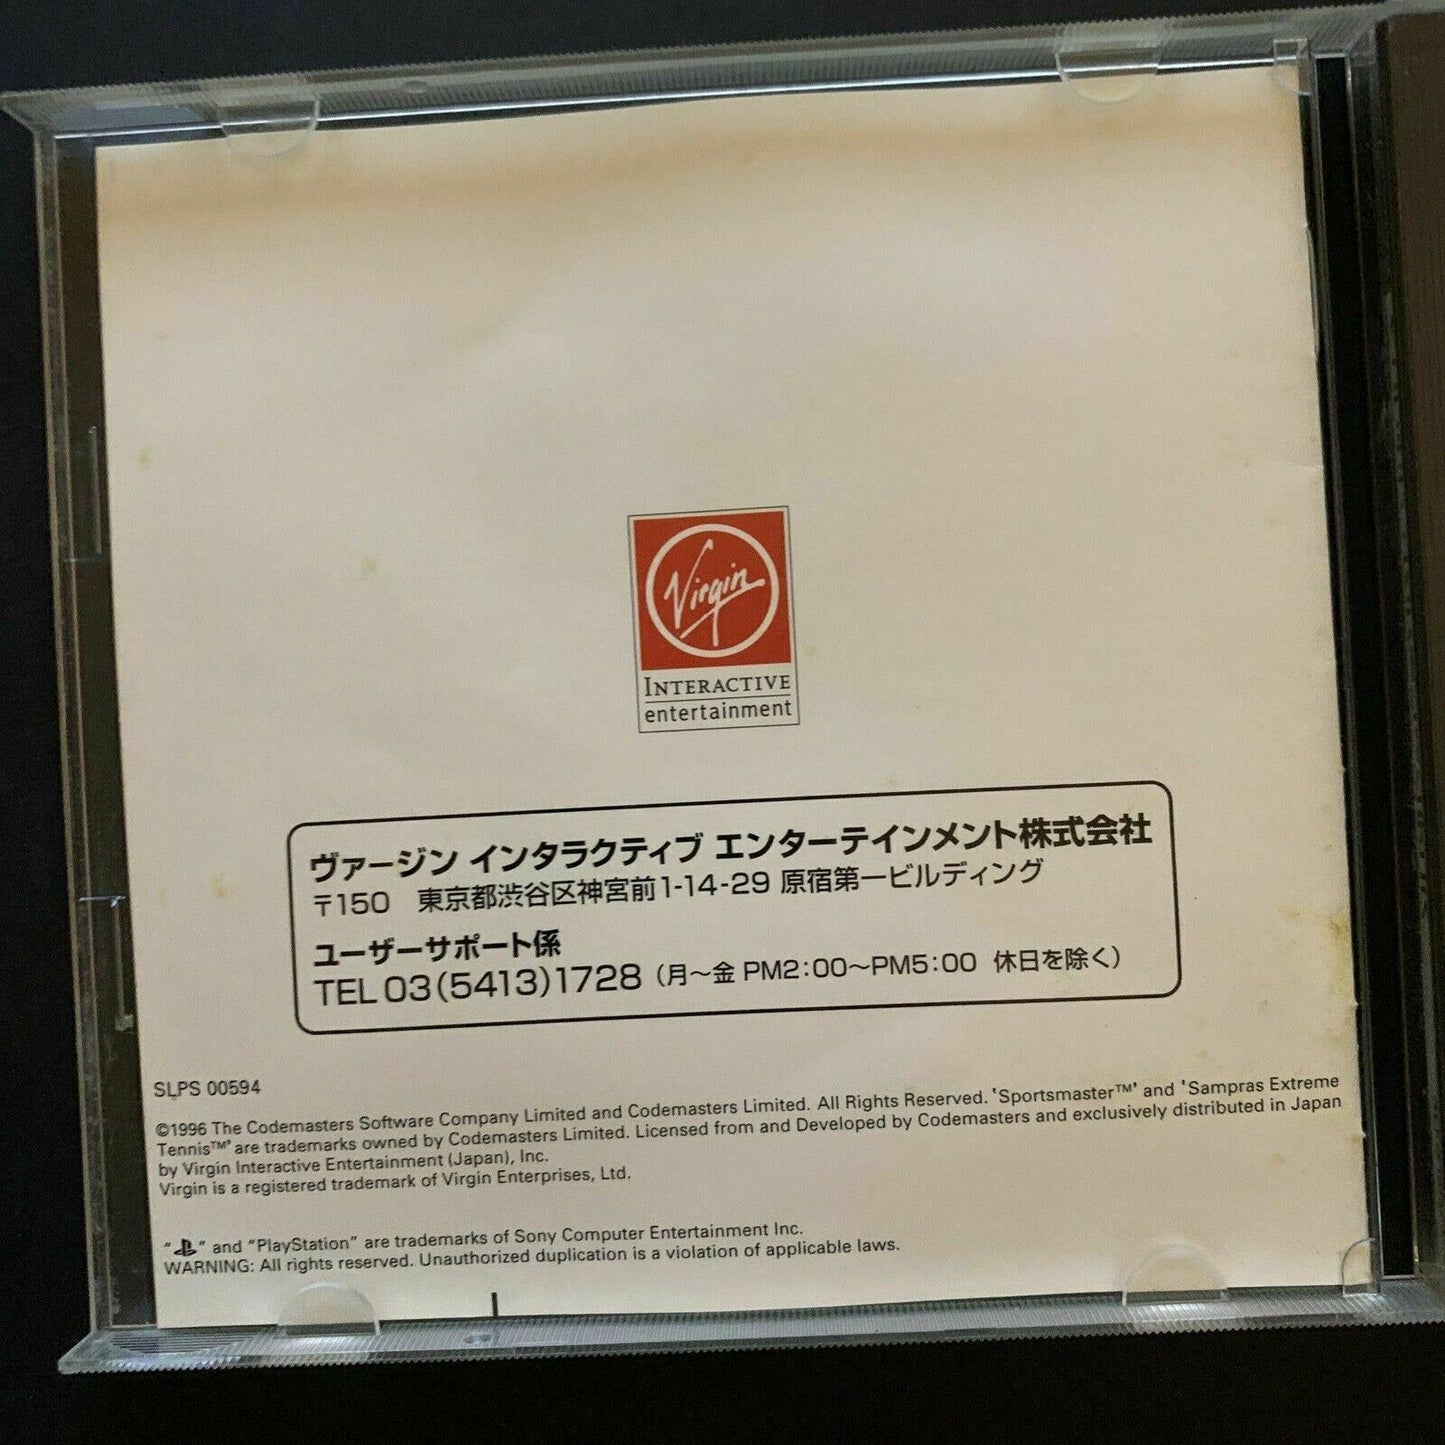 Virgin
INTERACTIVE
entertainment
ヴァージン インタラクティブ エンターテインメント株式会社
〒150 東京都渋谷区神宮前1-14-29 原宿第一ビルディング
ユーザーサポート係
TEL 03(5413)1728 (月～金 PM2:00～PM5:00 休日を除く)
SLPS 00594
©1996 The Codemasters Software Company Limited and Codemasters Limited. All Rights Reserved. 'Sportsmaster™' and 'Sampras Extreme
Tennis™' are trademarks owned by Codemasters Limited. Licensed from and Developed by Codemasters and exclusively distributed in Japan
by Virgin Interactive Entertainment (Japan), Inc.
Virgin is a registered trademark of Virgin Enterprises, Ltd.
“ ” and “PlayStation” are trademarks of Sony Computer Entertainment Inc.
WARNING: All rights reserved. Unauthorized duplication is a violation of applicable laws.